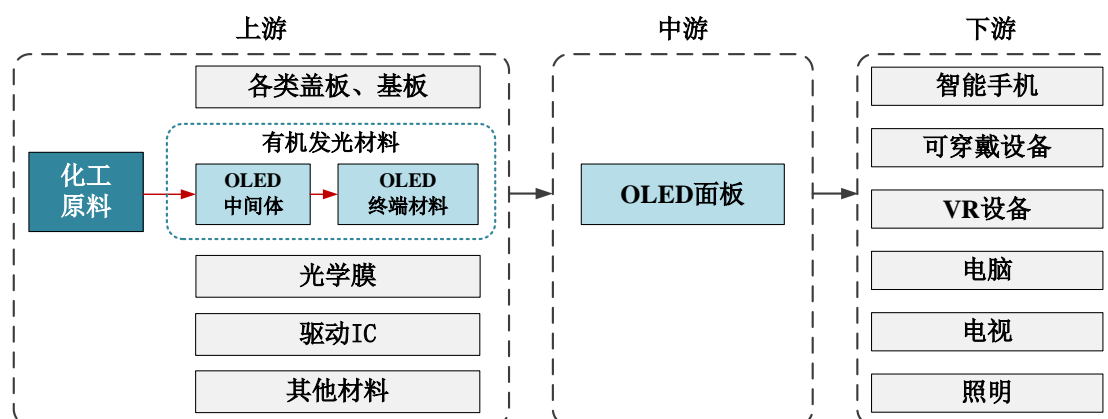 上游
中游
下游
各类盖板、基板
有机发光材料
化工
原料
OLED
中间体
OLED
终端材料
光学膜
驱动IC
其他材料
OLED面板
智能手机
可穿戴设备
VR设备
电脑
电视
照明